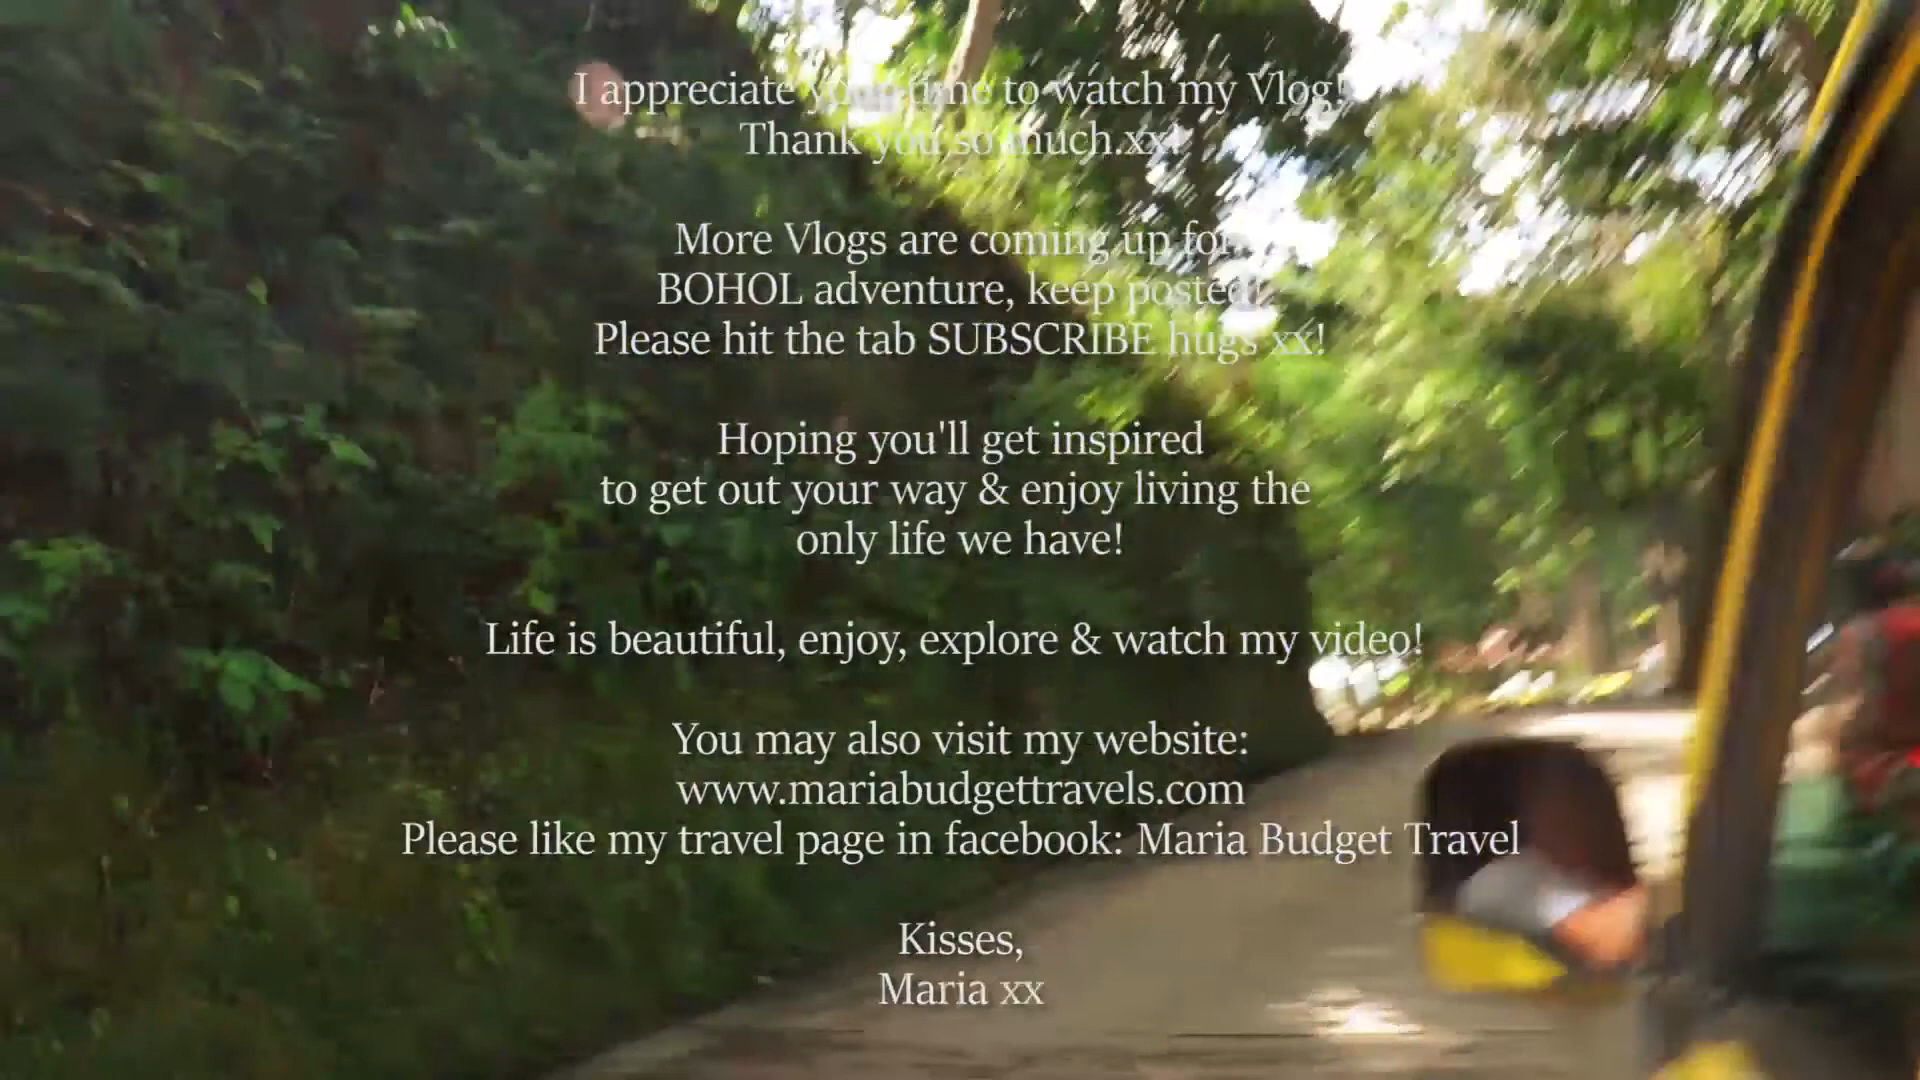 I appreciate your time to watch my Vlog!
Thank you so much.xx!
More Vlogs are coming up for
BOHOL adventure, keep posted!
Please hit the tab SUBSCRIBE hugs xx!
Hoping you'll get inspired
to get out your way & enjoy living the
only life we have!
Life is beautiful, enjoy, explore & watch my video!
You may also visit my website:
www.mariabudgettravels.com
Please like my travel page in facebook: Maria Budget Travel
Kisses,
Maria xx